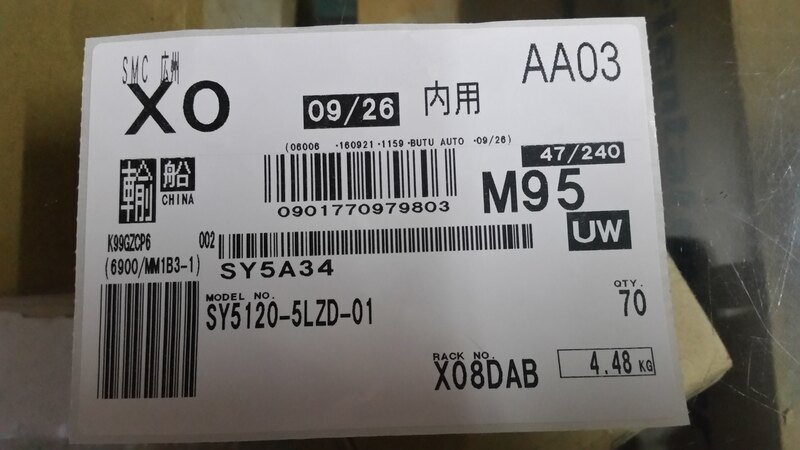 SMC 広州
XO
09/26
内用
AA03
(06006 ・160921・1159・BUTU AUTO ・09/26)
47/240
輸
船
CHINA
0901770979803
M95
UW
K99GZCP6
002
(6900/MM1B3-1)
SY5A34
MODEL NO.
SY5120-5LZD-01
QTY.
70
RACK NO.
X08DAB
4.48 KG